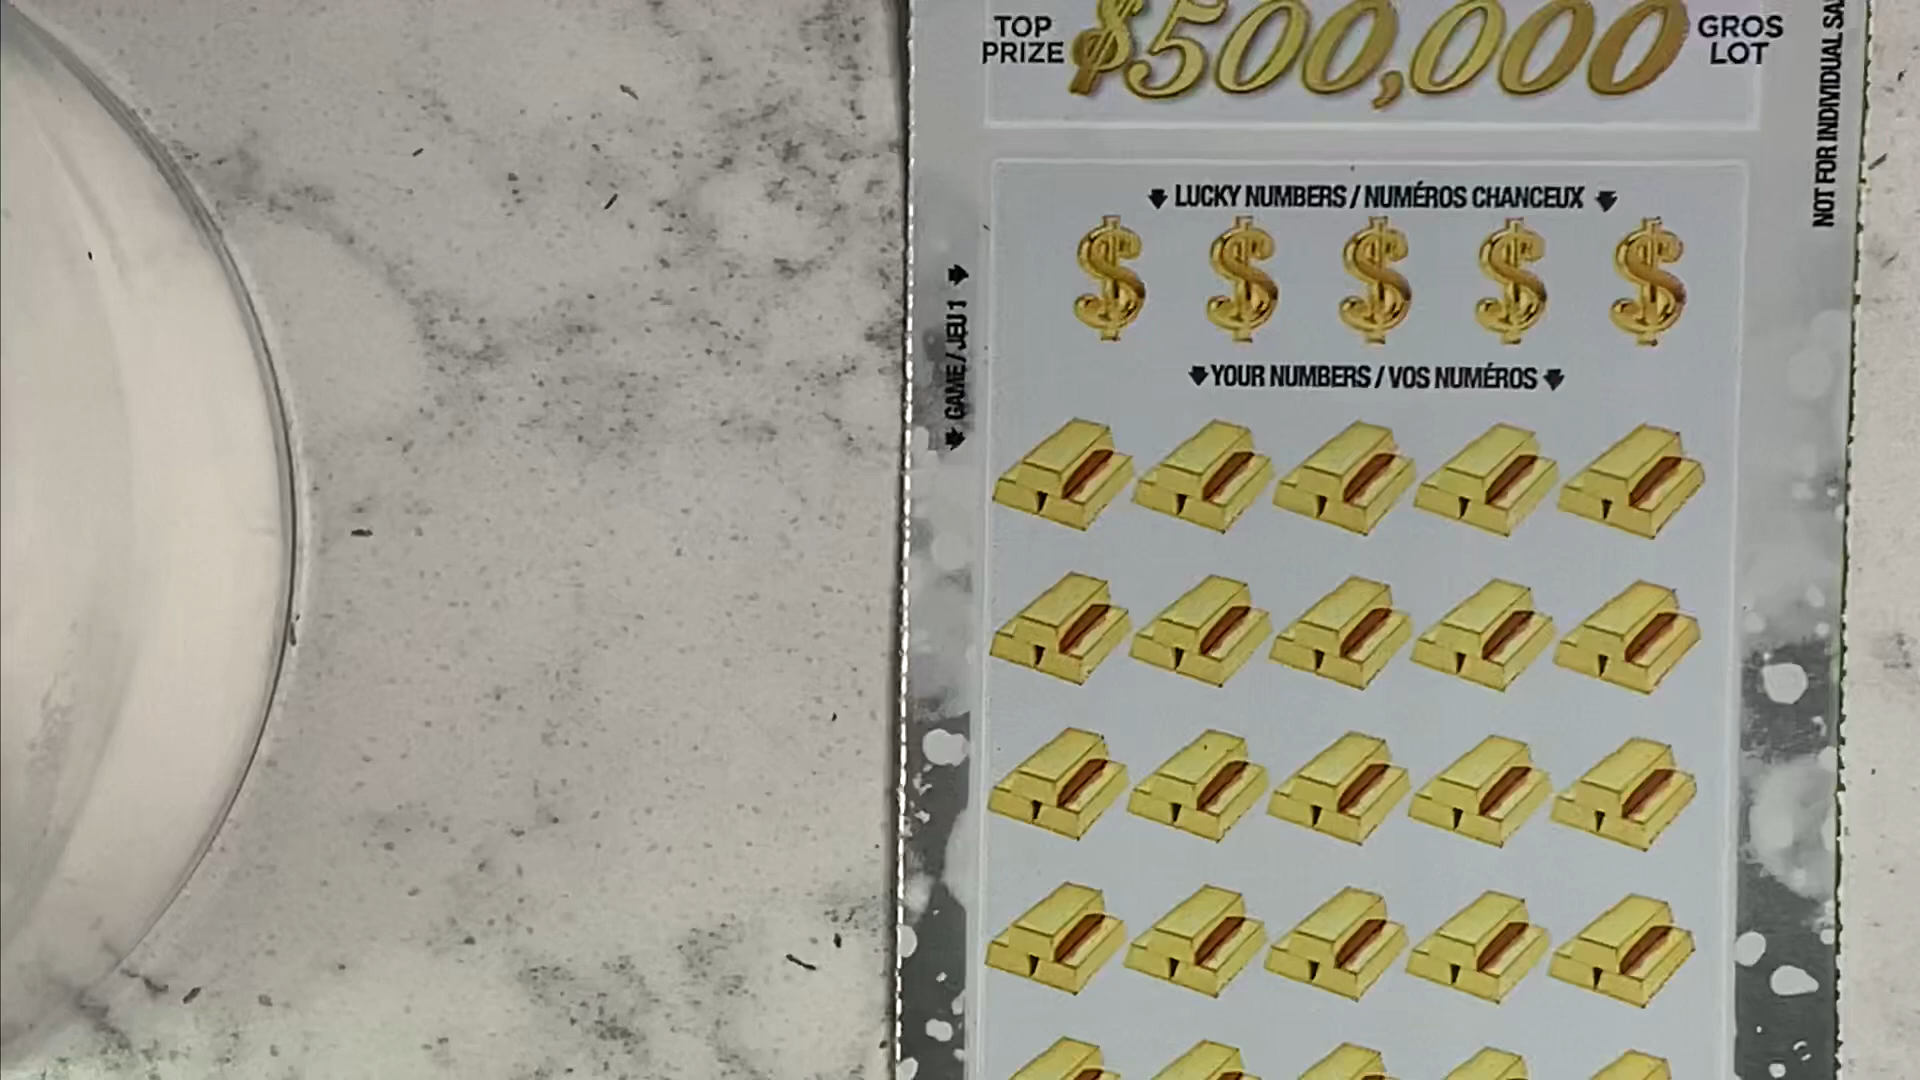 TOP
PRIZE
$500,000
GROS
LOT
NOT FOR INDIVIDUAL
LUCKY NUMBERS / NUMÉROS CHANCEUX
GAME / JEU 1
YOUR NUMBERS / VOS NUMÉROS